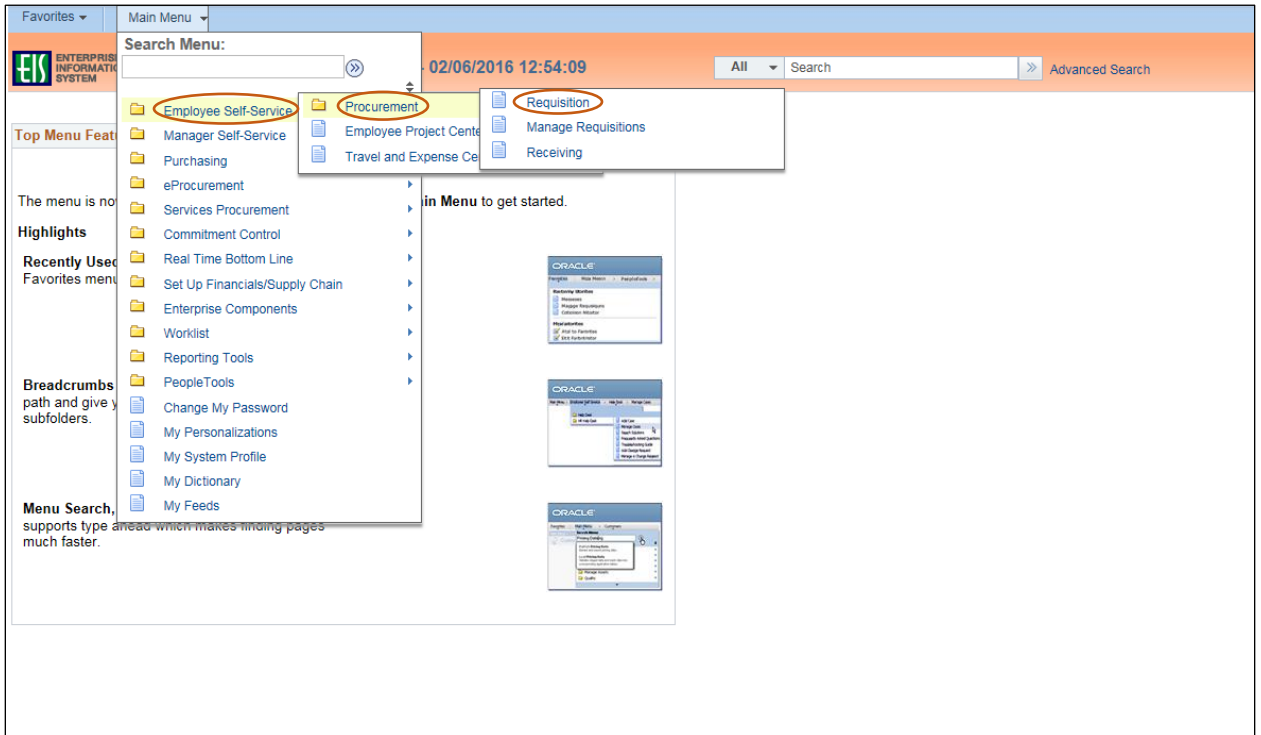 Favorites
Main Menu
Search Menu:
EIS ENTERPRIS
INFORMATIO
SYSTEM
- 02/06/2016 12:54:09
All
Search
Advanced Search
Employee Self-Service
Manager Self-Service
Purchasing
eProcurement
Services Procurement
Commitment Control
Real Time Bottom Line
Set Up Financials/Supply Chain
Enterprise Components
Worklist
Reporting Tools
PeopleTools
Change My Password
My Personalizations
My System Profile
My Dictionary
My Feeds
Procurement
Employee Project Cente
Travel and Expense Ce
Requisition
Manage Requisitions
Receiving
Top Menu Feat
The menu is no
in Menu to get started.
Highlights
Recently Used
Favorites menu
ORACLE
Breadcrumbs
path and give y
subfolders.
ORACLE
Menu Search,
supports type ahead which makes finding pages
much faster.
ORACLE